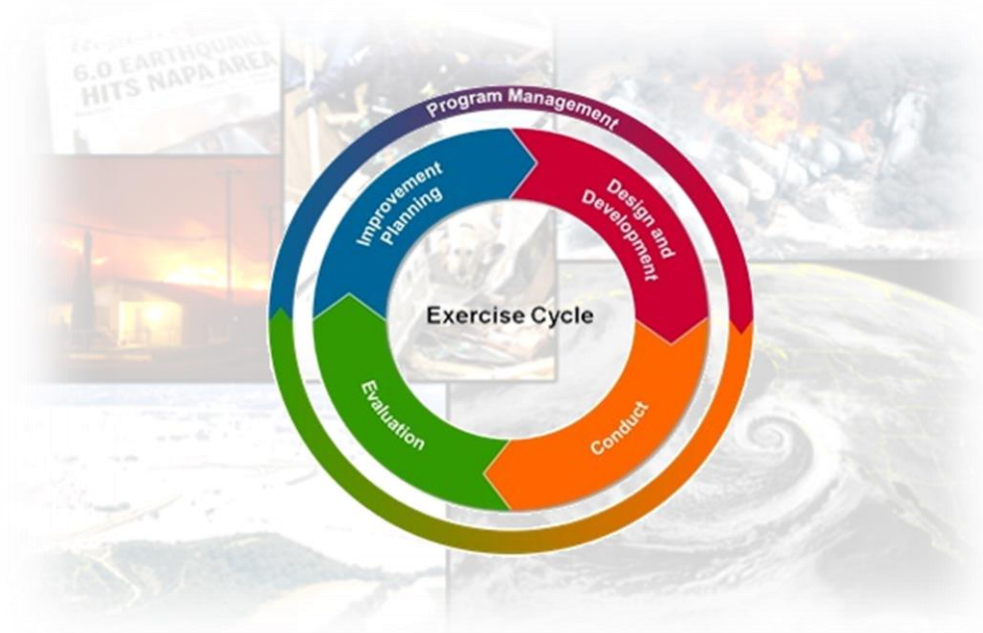 6.0 EARTHQUAKE
HITS NAPA AREA
Program Management
Improvement
Planning
Design and
Development
Exercise Cycle
Evaluation
Conduct